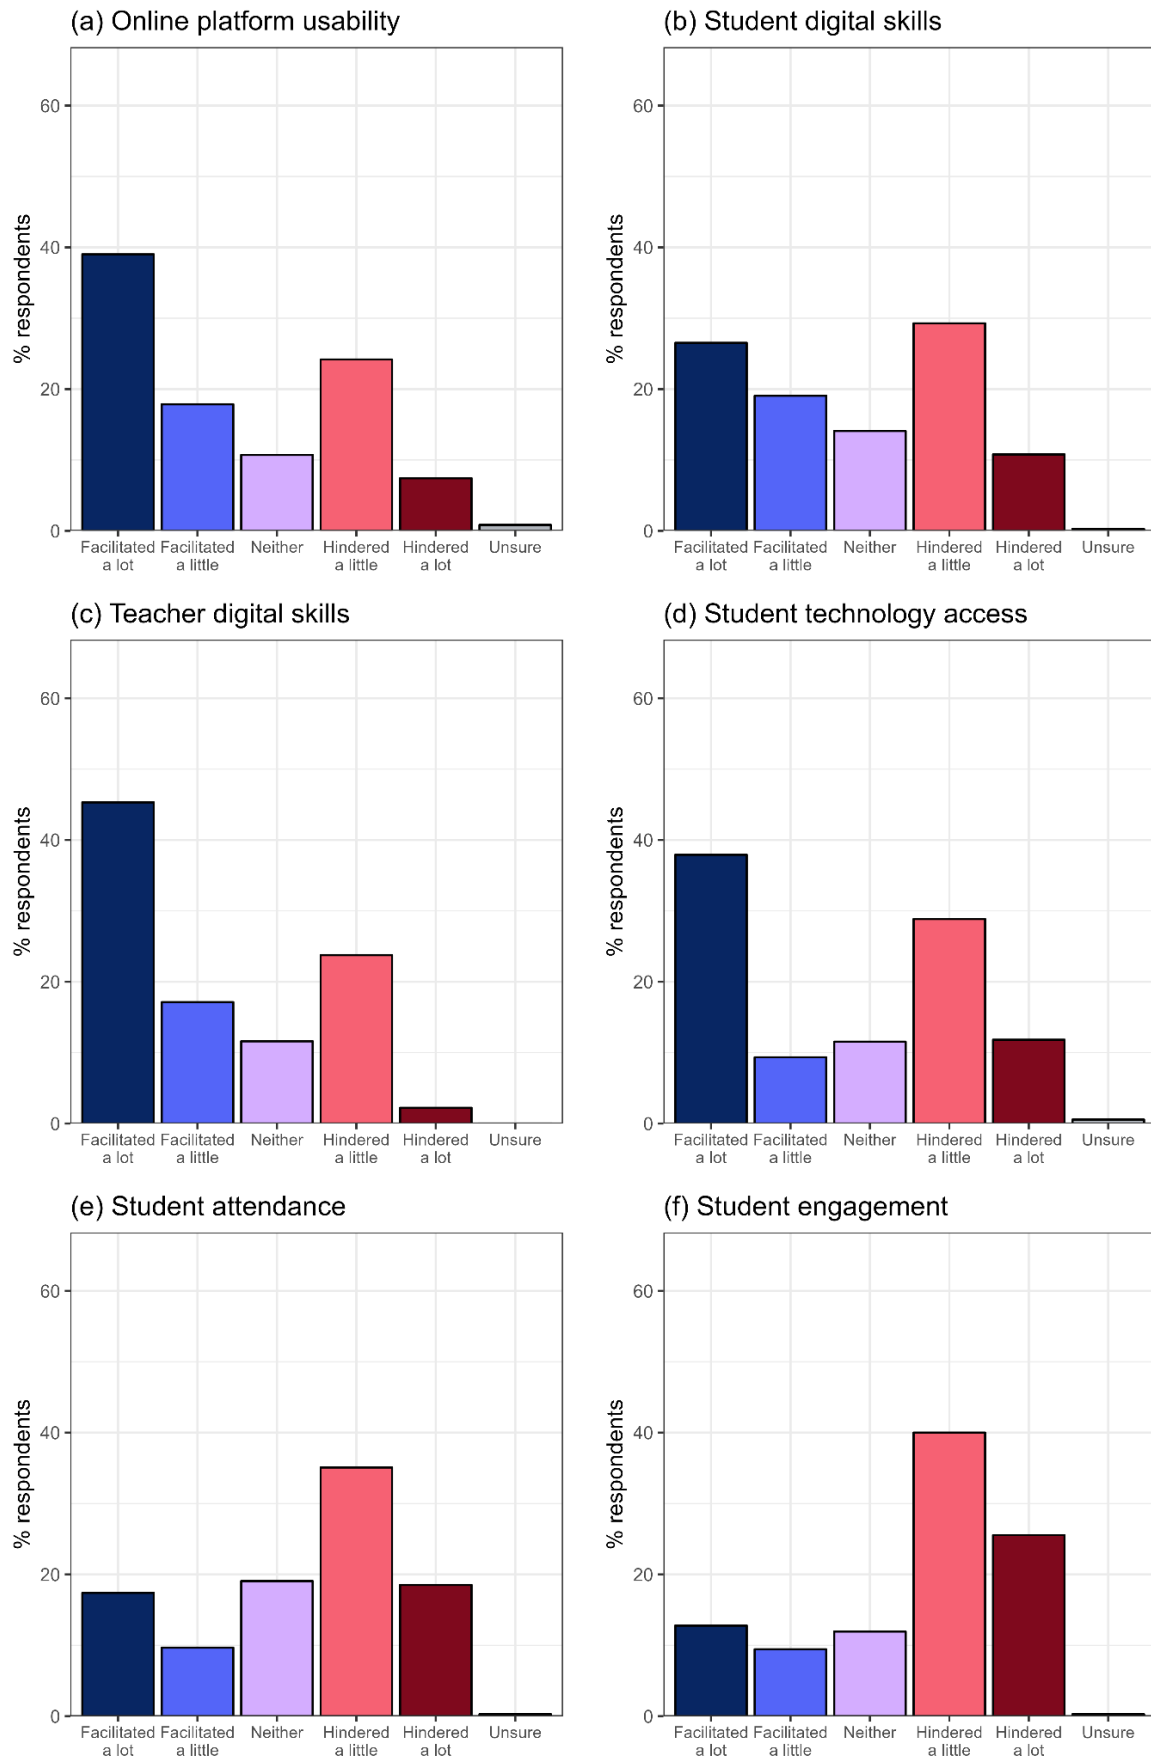 (a) Online platform usability
% respondents
60
40
20
0
Facilitated a lot
Facilitated a little
Neither
Hindered a little
Hindered a lot
Unsure
(b) Student digital skills
% respondents
60
40
20
0
Facilitated a lot
Facilitated a little
Neither
Hindered a little
Hindered a lot
Unsure
(c) Teacher digital skills
% respondents
60
40
20
0
Facilitated a lot
Facilitated a little
Neither
Hindered a little
Hindered a lot
Unsure
(d) Student technology access
% respondents
60
40
20
0
Facilitated a lot
Facilitated a little
Neither
Hindered a little
Hindered a lot
Unsure
(e) Student attendance
% respondents
60
40
20
0
Facilitated a lot
Facilitated a little
Neither
Hindered a little
Hindered a lot
Unsure
(f) Student engagement
% respondents
60
40
20
0
Facilitated a lot
Facilitated a little
Neither
Hindered a little
Hindered a lot
Unsure